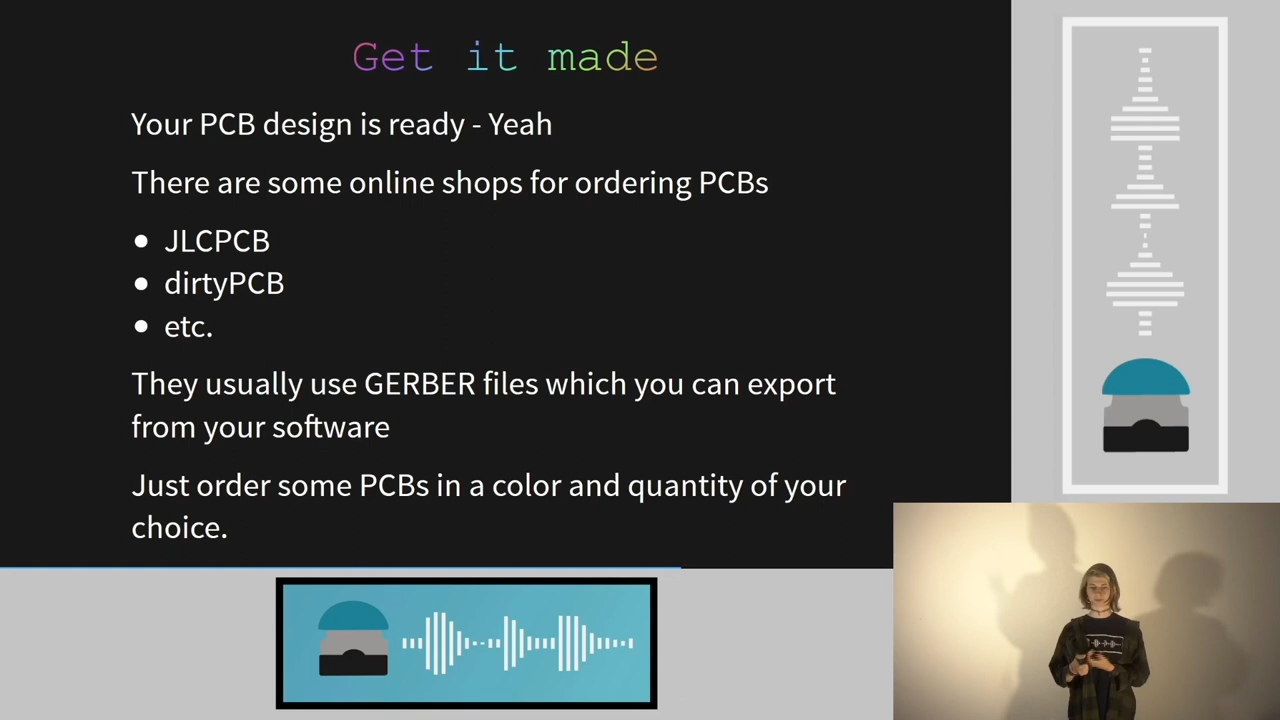 Get it made
Your PCB design is ready - Yeah
There are some online shops for ordering PCBs
JLCPCB
dirtyPCB
etc.
They usually use GERBER files which you can export
from your software
Just order some PCBs in a color and quantity of your
choice.